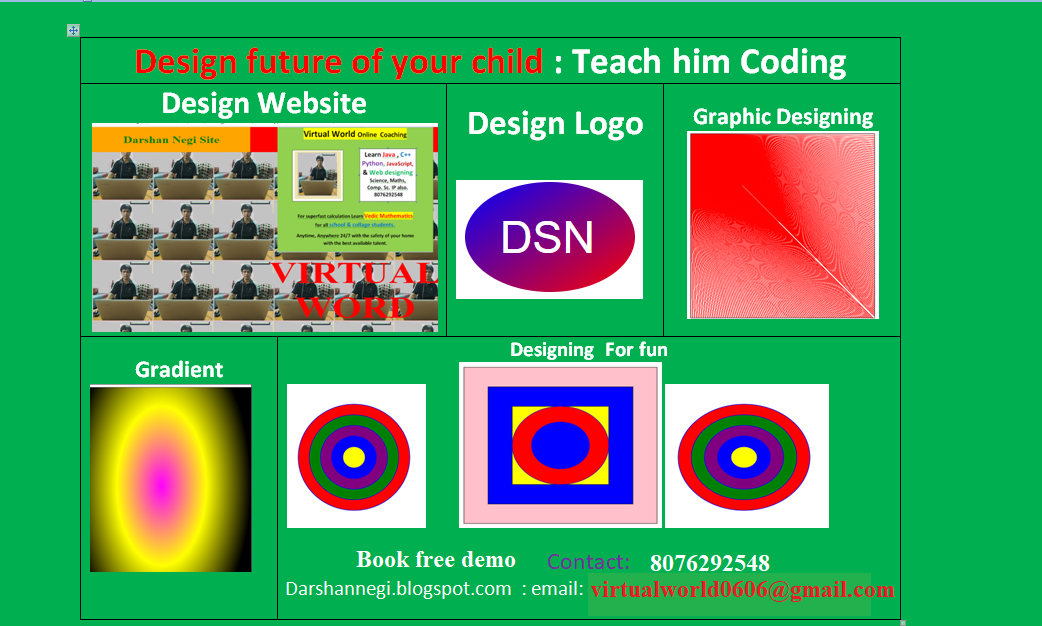 Design future of your child : Teach him Coding
Design Website
Darshan Negi Site
Virtual World Online Coaching
Learn Java , C++
Python, JavaScript,
& Web designing
Science, Maths,
Comp. Sc. IP also.
8076292548
For superfast calculation Learn Vedic Mathematics
for all school & collage students.
Anytime, Anywhere 24/7 with the safety of your home
with the best available talent.
VIRTUAL
WORD
Design Logo
DSN
Graphic Designing
Gradient
Designing For fun
Book free demo Contact: 8076292548
Darshannegi.blogspot.com : email: virtualworld0606@gmail.com